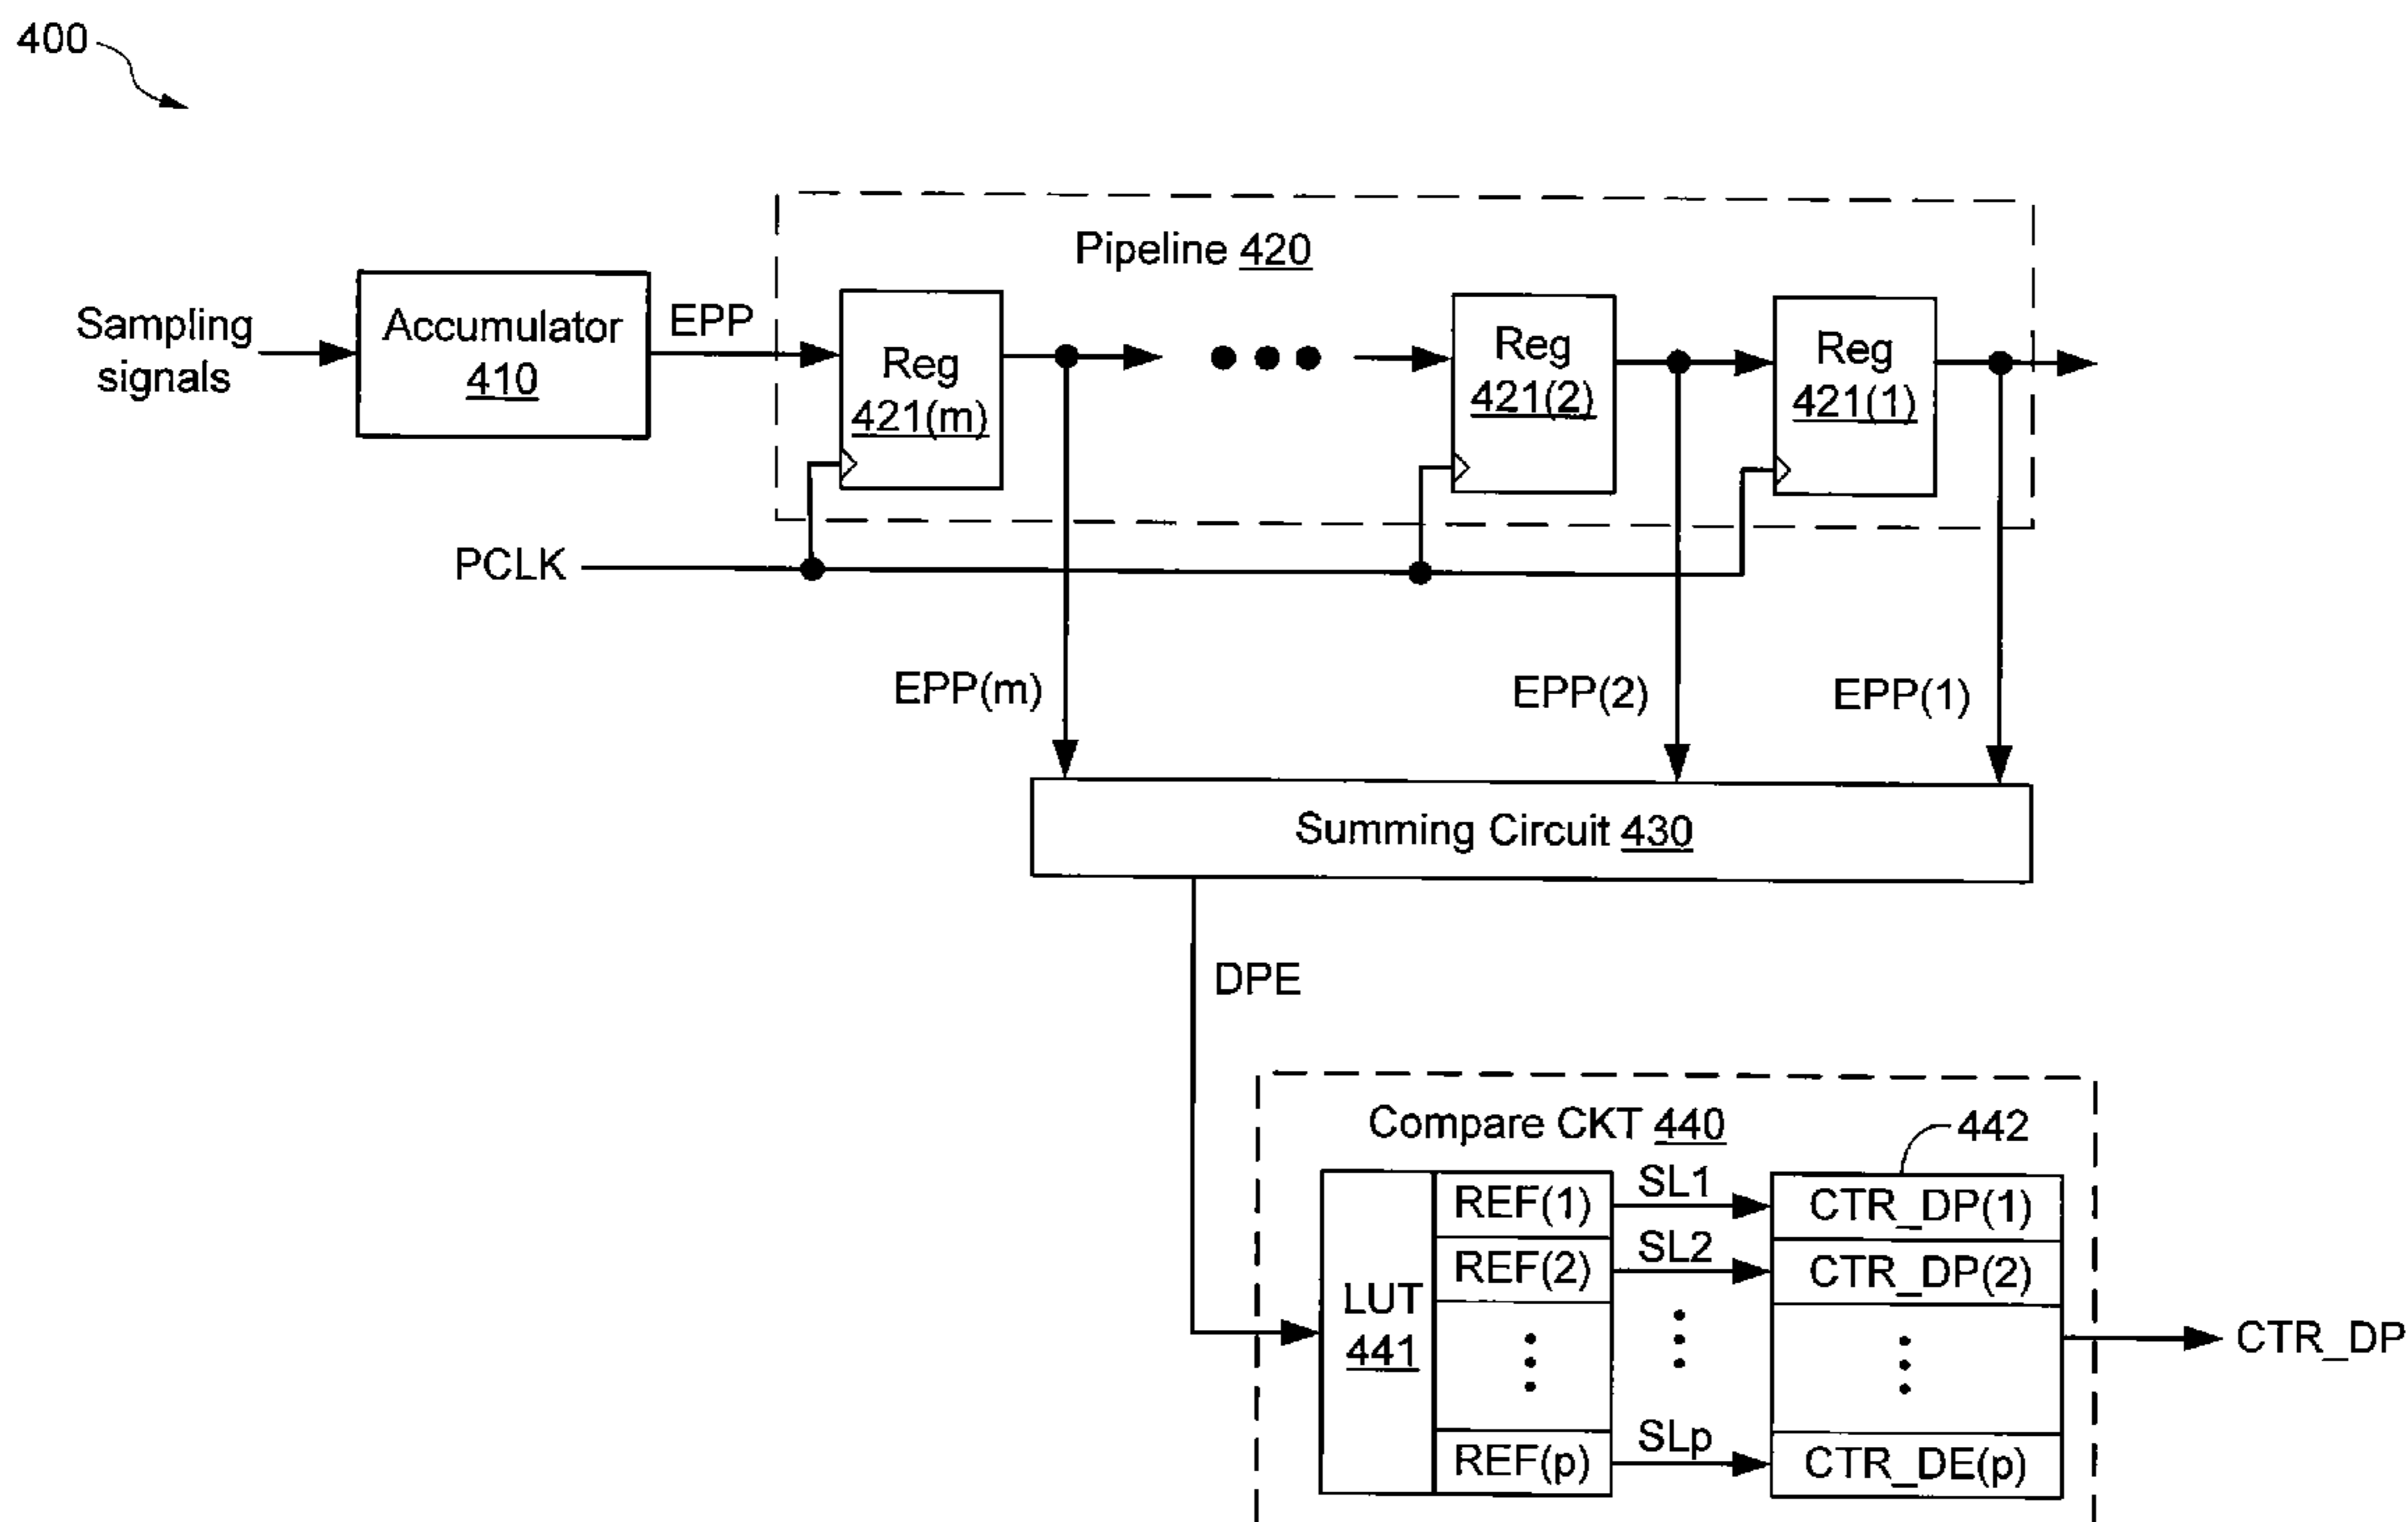 400
Pipeline 420
Sampling
signals
Accumulator
410
EPP
Reg
421(m)
Reg
421(2)
Reg
421(1)
PCLK
EPP(m)
EPP(2)
EPP(1)
Summing Circuit 430
DPE
Compare CKT 440
442
LUT
441
REF(1)
SL1
CTR_DP(1)
REF(2)
SL2
CTR_DP(2)
REF(p)
SLp
CTR_DE(p)
CTR_DP